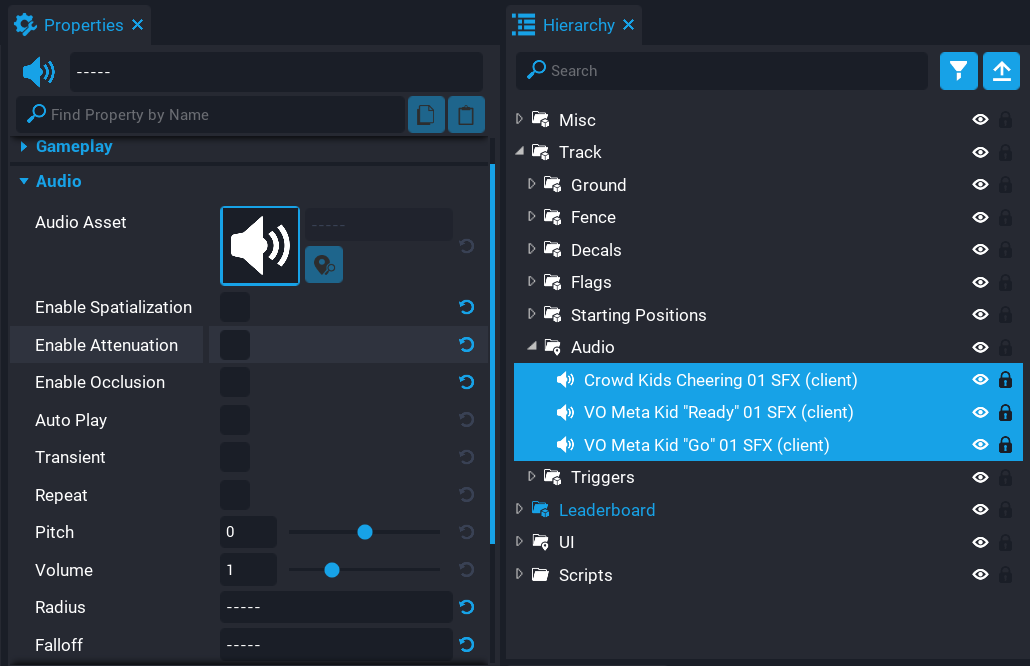 Properties
-----
Find Property by Name
Gameplay
Audio
Audio Asset
-----
Enable Spatialization
Enable Attenuation
Enable Occlusion
Auto Play
Transient
Repeat
Pitch 0
Volume 1
Radius -----
Falloff -----
Hierarchy
Search
Misc
Track
Ground
Fence
Decals
Flags
Starting Positions
Audio
Crowd Kids Cheering 01 SFX (client)
VO Meta Kid "Ready" 01 SFX (client)
VO Meta Kid "Go" 01 SFX (client)
Triggers
Leaderboard
UI
Scripts